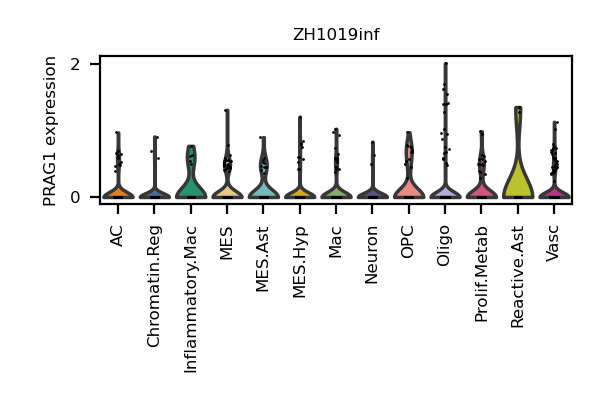 ZH1019inf
PRAG1 expression
2
0
AC
Chromatin.Reg
Inflammatory.Mac
MES
MES.Ast
MES.Hyp
Mac
Neuron
OPC
Oligo
Prolif.Metab
Reactive.Ast
Vasc